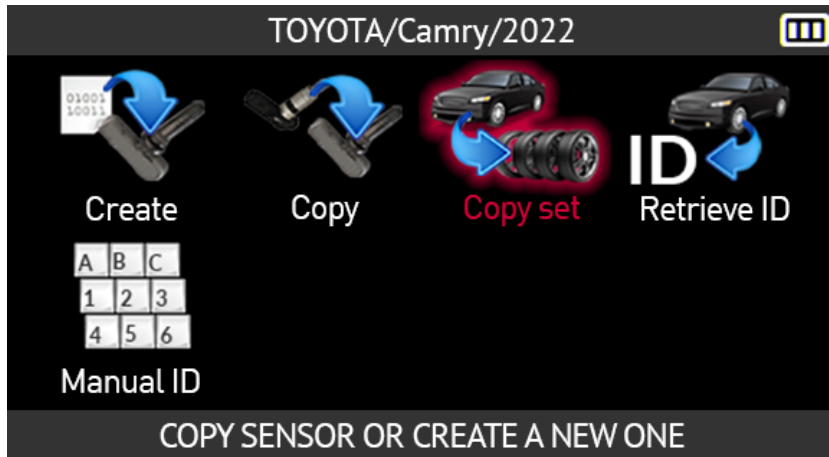 TOYOTA/Camry/2022
01001
10011
Create
Copy
Copy set
ID
Retrieve ID
A B C
1 2 3
4 5 6
Manual ID
COPY SENSOR OR CREATE A NEW ONE